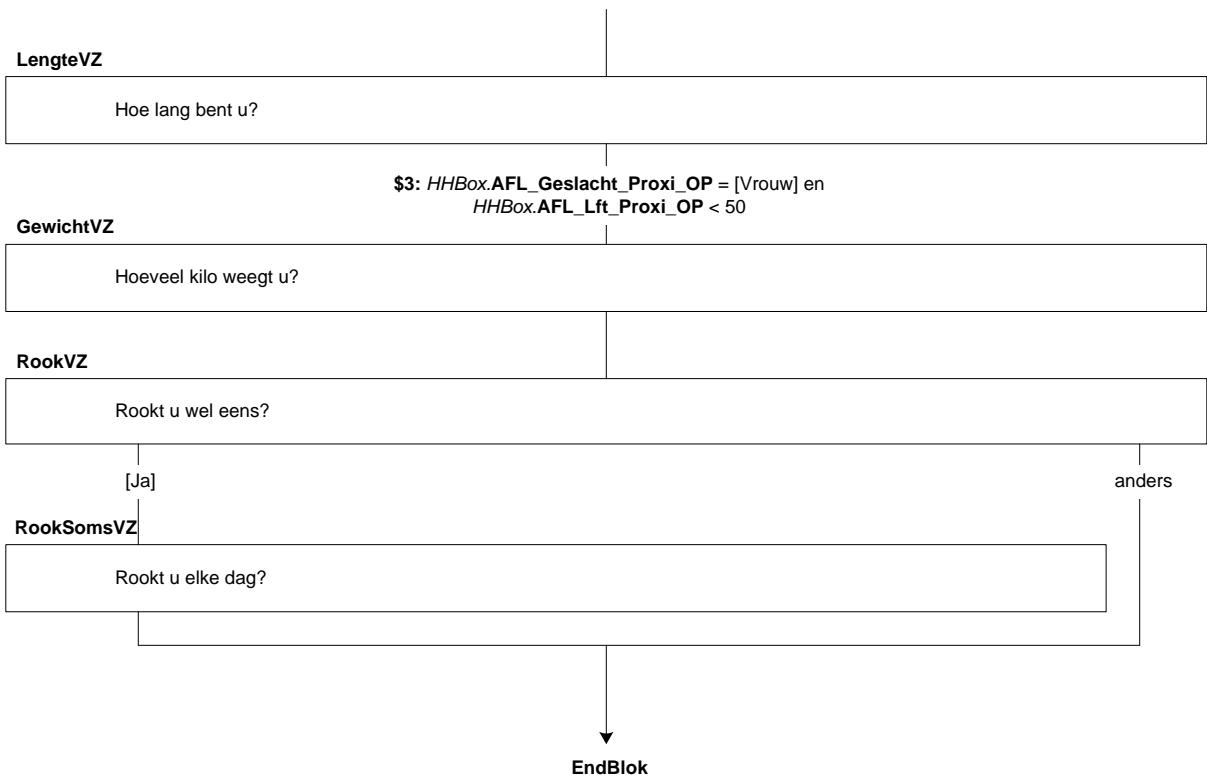 LengteVZ
Hoe lang bent u?
$3: HHBox.AFL_Geslacht_Proxi_OP = [Vrouw] en
HHBox.AFL_Lft_Proxi_OP < 50
GewichtVZ
Hoeveel kilo weegt u?
RookVZ
Rookt u wel eens?
[Ja]
anders
RookSomsVZ
Rookt u elke dag?
EndBlok